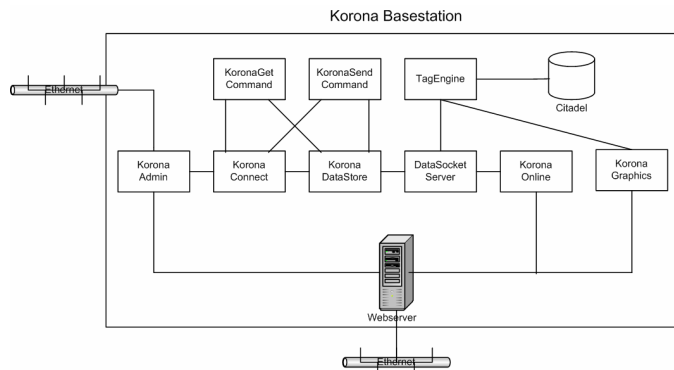 Korona Basestation
KoronaGet
Command
KoronaSend
Command
TagEngine
Citadel
Ethernet
Korona
Admin
Korona
Connect
Korona
DataStore
DataSocket
Server
Korona
Online
Korona
Graphics
Webserver
Ethernet